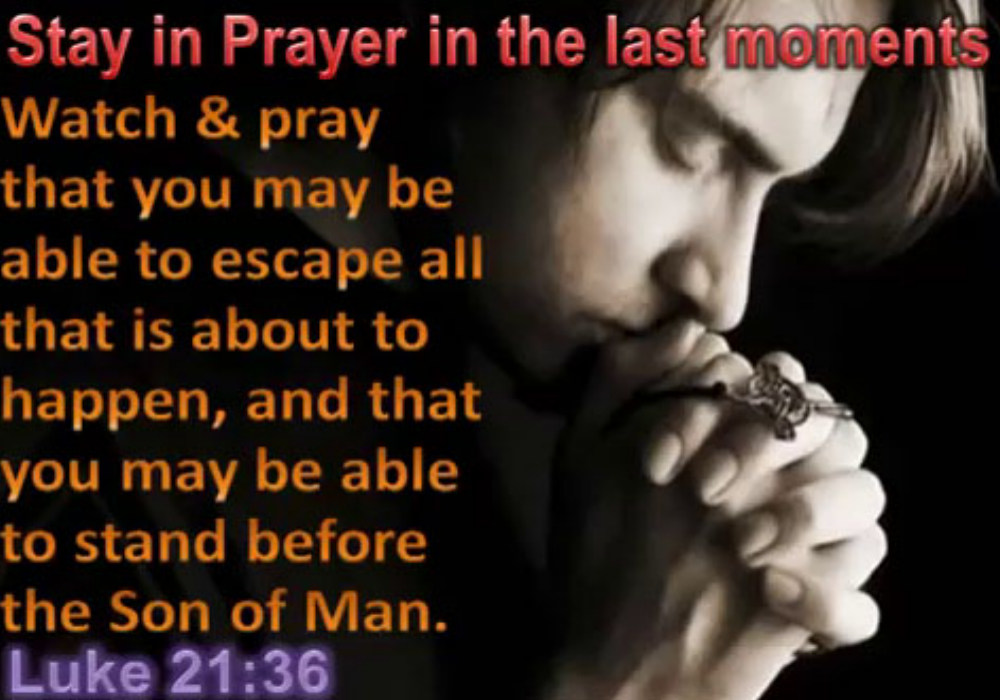 Stay in Prayer in the last moments
Watch & pray
that you may be
able to escape all
that is about to
happen, and that
you may be able
to stand before
the Son of Man.
Luke 21:36